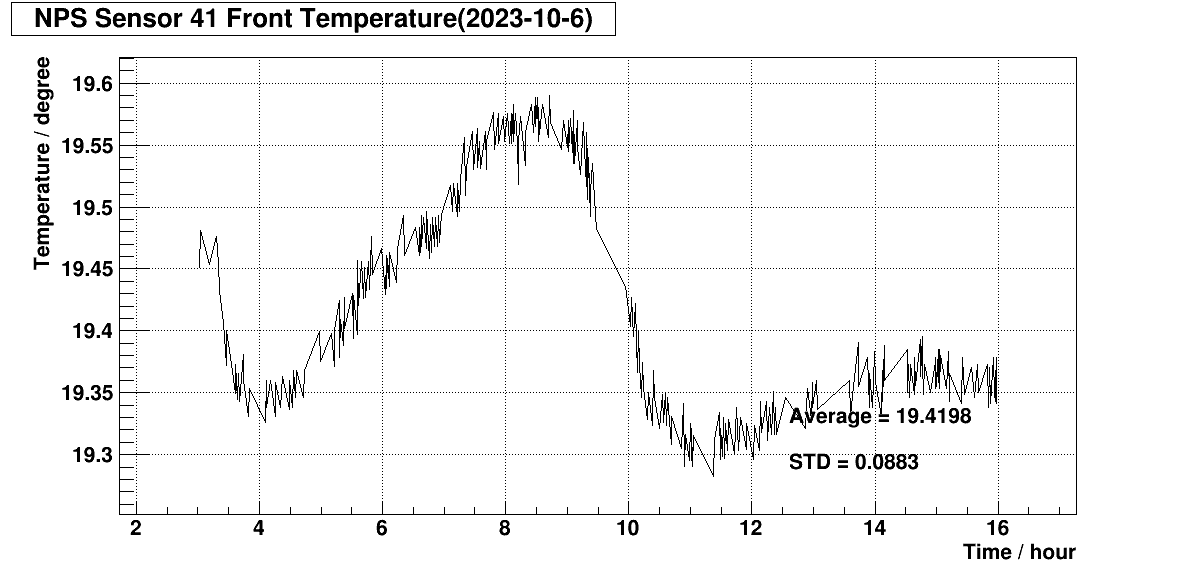 NPS Sensor 41 Front Temperature(2023-10-6)
Temperature / degree
19.6
19.55
19.5
19.45
19.4
19.35
19.3
Average = 19.4198
STD = 0.0883
2 4 6 8 10 12 14 16
Time / hour